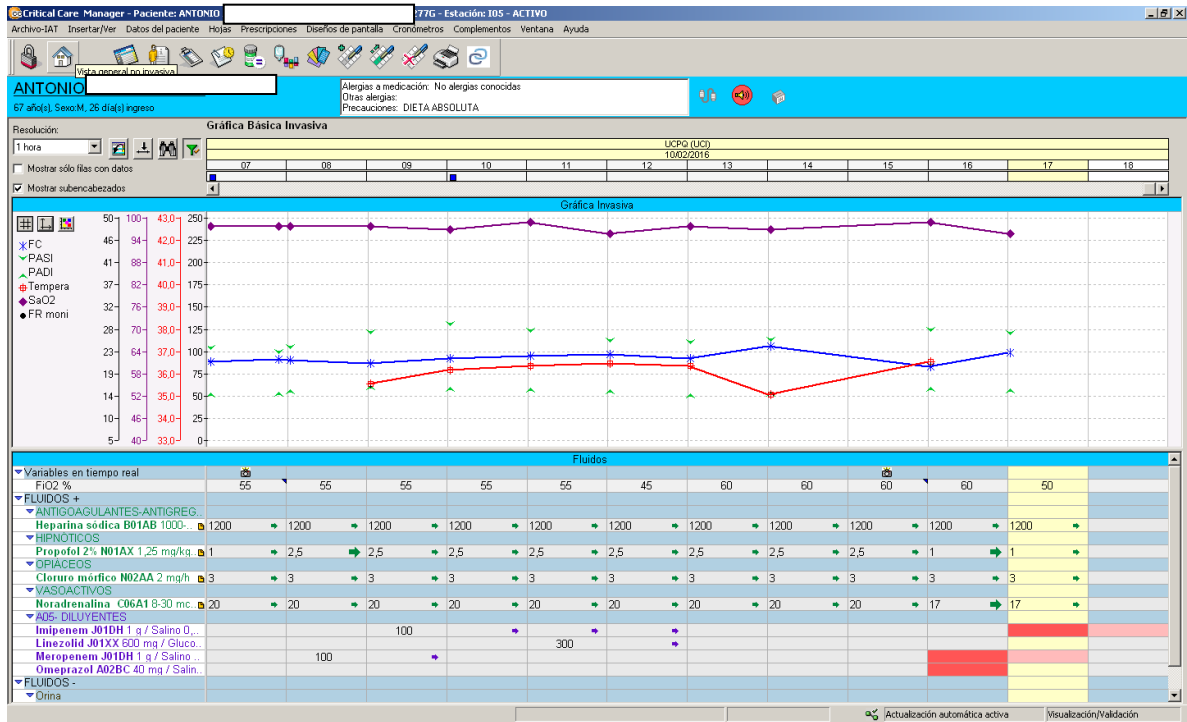 Critical Care Manager - Paciente: ANTONIO 277G - Estación: I05 - ACTIVO
Archivo-IAT Insertar/Ver Datos del paciente Hojas Prescripciones Diseños de pantalla Cronómetros Complementos Ventana Ayuda
Vista general no invasiva
ANTONIO
67 año(s), Sexo:M, 26 día(s) ingreso
Alergias a medicación: No alergias conocidas
Otras alergias:
Precauciones: DIETA ABSOLUTA
Resolución:
1 hora
Mostrar sólo filas con datos
Mostrar subencabezados
Gráfica Básica Invasiva
UCPQ (UCI)
10/02/2016
07 08 09 10 11 12 13 14 15 16 17 18
Gráfica Invasiva
50 100 43,0 250
46 94 42,0 225
41 88 41,0 200
37 82 40,0 175
32 76 39,0 150
28 70 38,0 125
23 64 37,0 100
19 58 36,0 75
14 52 35,0 50
10 46 34,0 25
5 40 33,0 0
FC
PASI
PADI
Tempera
SaO2
FR moni
Fluidos
Variables en tiempo real
FiO2 % 55 55 55 55 55 45 60 60 60 60 50
FLUIDOS +
ANTIGOAGULANTES-ANTIGREG..
Heparina sódica B01AB 1000-.. 1200 1200 1200 1200 1200 1200 1200 1200 1200 1200 1200
HIPNÓTICOS
Propofol 2% N01AX 1,25 mg/kg.. 1 2,5 2,5 2,5 2,5 2,5 2,5 2,5 2,5 1 1
OPIÁCEOS
Cloruro mórfico N02AA 2 mg/h 3 3 3 3 3 3 3 3 3 3 3
VASOACTIVOS
Noradrenalina C06A1 8-30 mc.. 20 20 20 20 20 20 20 20 20 17 17
A05- DILUYENTES
Imipenem J01DH 1 g / Salino 0,.. 100
Linezolid J01XX 600 mg / Gluco.. 300
Meropenem J01DH 1 g / Salino .. 100
Omeprazol A02BC 40 mg / Salin..
FLUIDOS -
Orina
Actualización automática activa Visualización/Validación